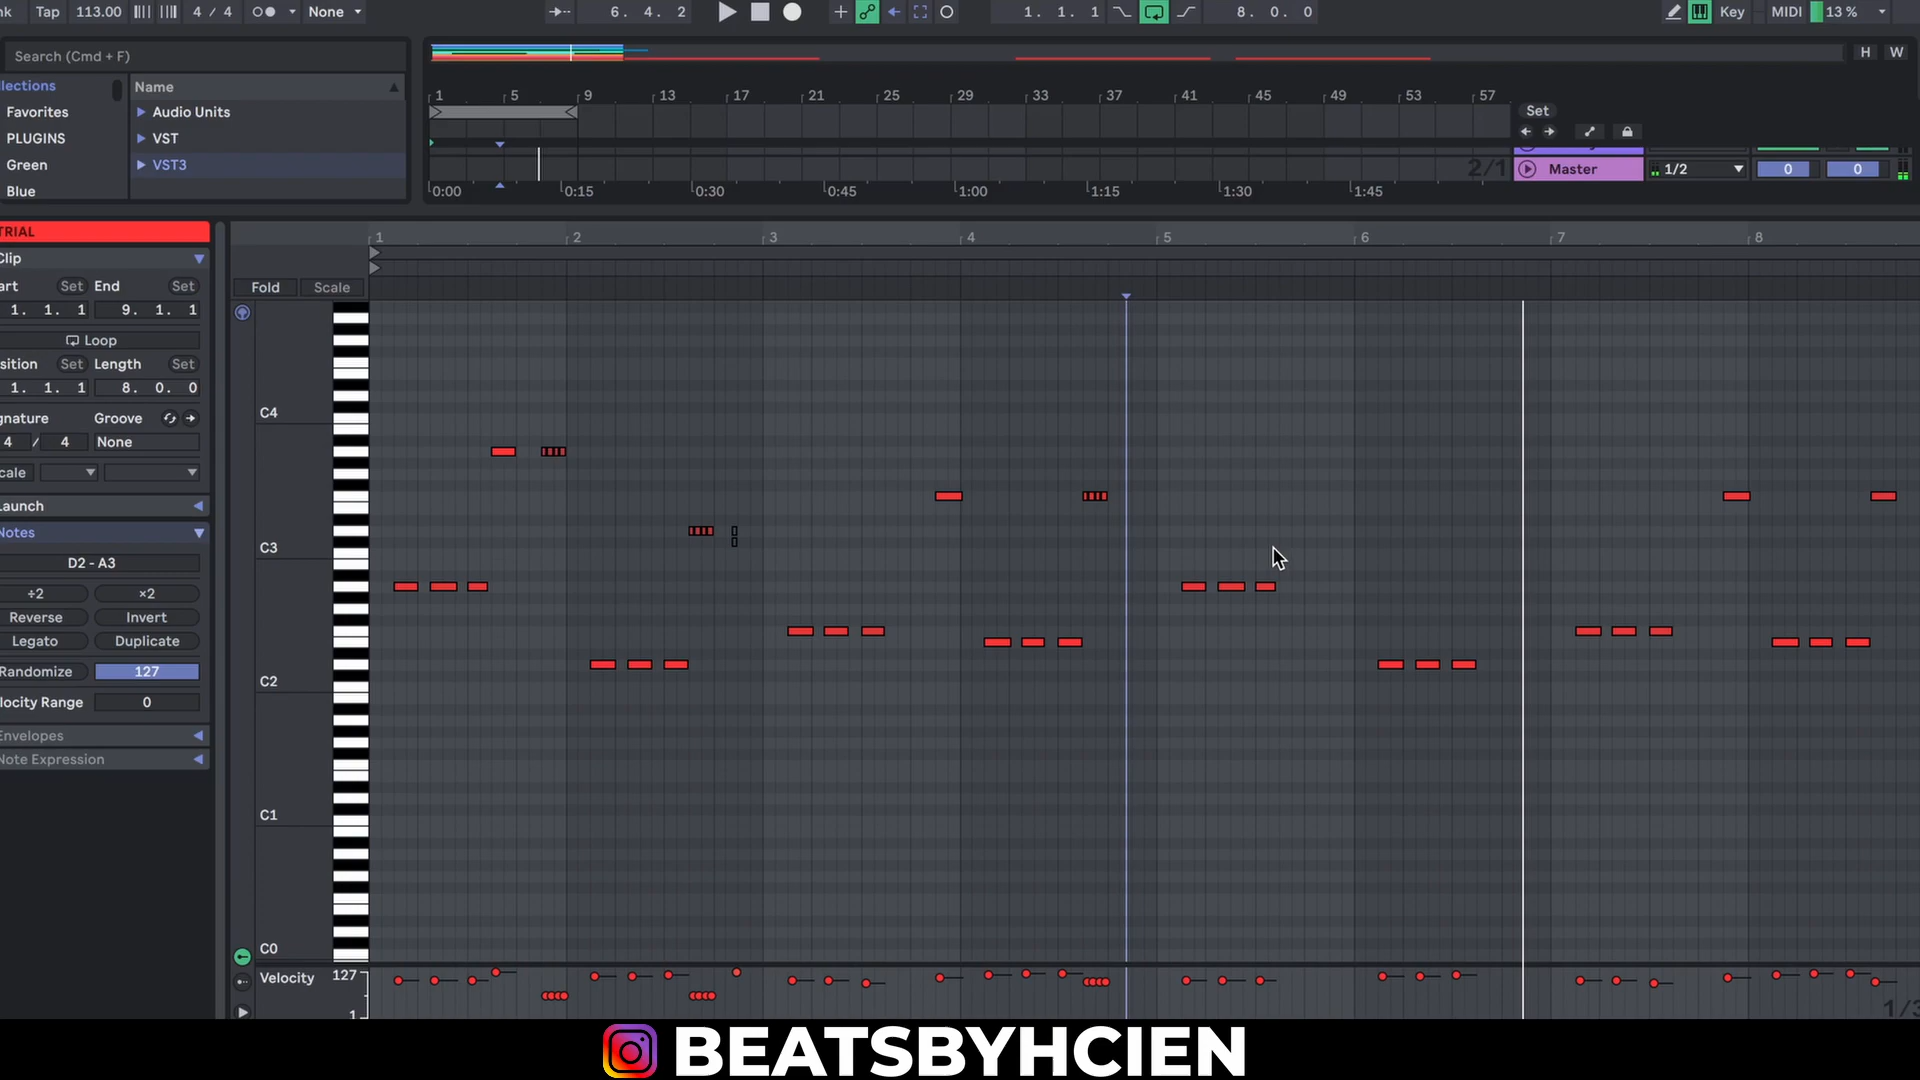 nk Tap 113.00 4 / 4 None 6. 4. 2 1. 1. 1 8. 0. 0 Key MIDI 13 %
Search (Cmd + F)
H W
llections Name
Favorites Audio Units
PLUGINS VST
Green VST3
Blue
1 5 9 13 17 21 25 29 33 37 41 45 49 53 57
Set
2/1 Master 1/2 0 0
0:00 0:15 0:30 0:45 1:00 1:15 1:30 1:45
TRIAL
Clip
art Set End Set
1. 1. 1 9. 1. 1
Loop
sition Set Length Set
1. 1. 1 8. 0. 0
gnature Groove
4 / 4 None
cale
Launch
Notes
D2 - A3
÷2 ×2
Reverse Invert
Legato Duplicate
Randomize 127
locity Range 0
Envelopes
Note Expression
1 2 3 4 5 6 7 8
Fold Scale
C4
C3
C2
C1
C0
Velocity 127
1
1/3
BEATSBYHCIEN